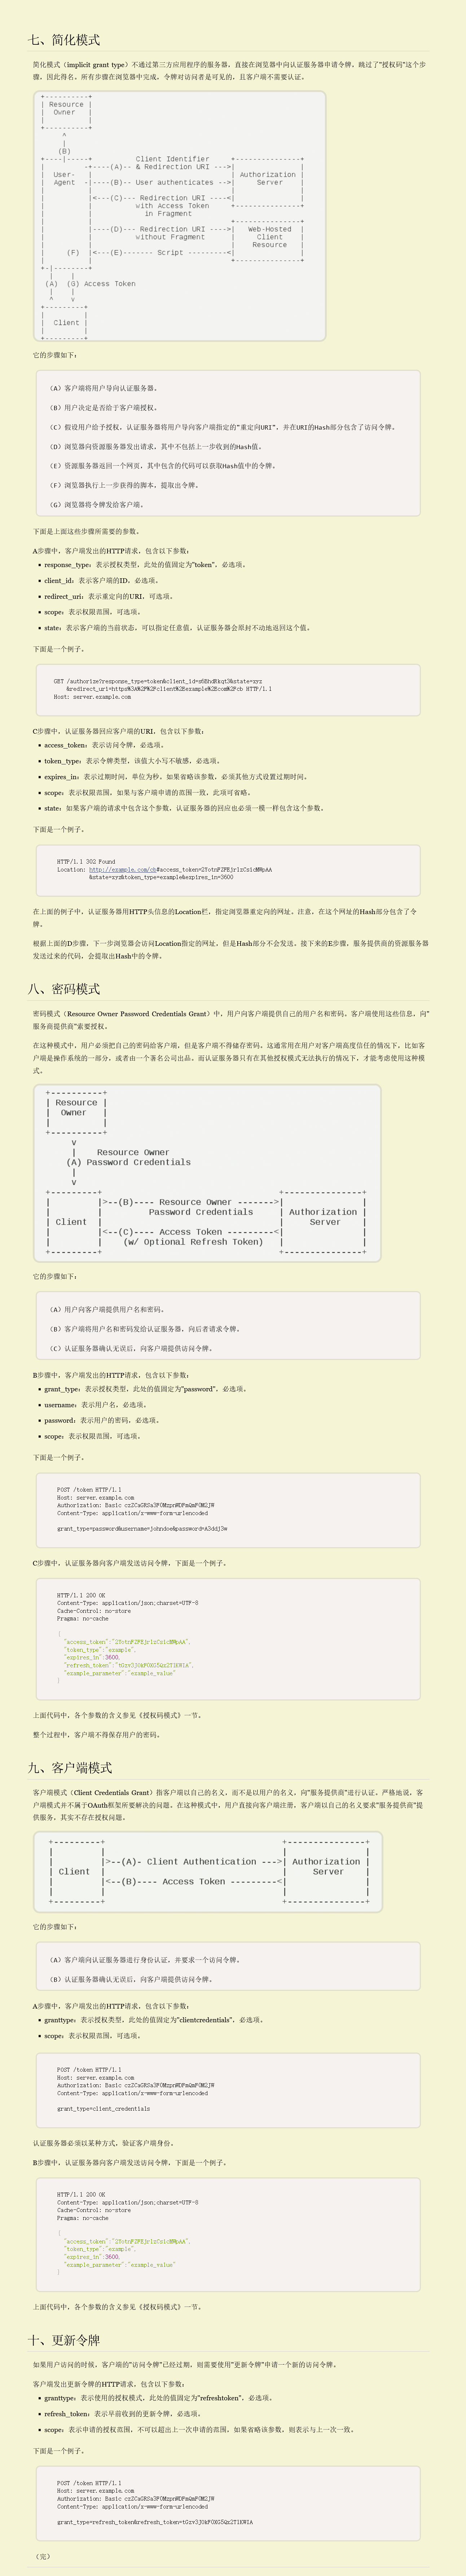 七、简化模式
简化模式（implicit grant type）不通过第三方应用程序的服务器，直接在浏览器中向认证服务器申请令牌，跳过了"授权码"这个步
骤，因此得名。所有步骤在浏览器中完成，令牌对访问者是可见的，且客户端不需要认证。
+----------+
| Resource |
|  Owner   |
|          |
+----------+
     ^
     |
    (B)
+----|-----+          Client Identifier     +---------------+
|         -+----(A)-- & Redirection URI --->|               |
|  User-   |                                | Authorization |
|  Agent  -|----(B)-- User authenticates -->|     Server    |
|          |                                |               |
|          |<---(C)--- Redirection URI ----<|               |
|          |          with Access Token     +---------------+
|          |            in Fragment
|          |                                +---------------+
|          |----(D)--- Redirection URI ---->|   Web-Hosted  |
|          |          without Fragment      |     Client    |
|          |                                |    Resource   |
|     (F)  |<---(E)------- Script ---------<|               |
|          |                                +---------------+
+-|--------+
  |    |
 (A)  (G) Access Token
  |    |
  ^    v
+---------+
|         |
|  Client |
|         |
+---------+
它的步骤如下：
（A）客户端将用户导向认证服务器。
（B）用户决定是否给于客户端授权。
（C）假设用户给予授权，认证服务器将用户导向客户端指定的"重定向URI"，并在URI的Hash部分包含了访问令牌。
（D）浏览器向资源服务器发出请求，其中不包括上一步收到的Hash值。
（E）资源服务器返回一个网页，其中包含的代码可以获取Hash值中的令牌。
（F）浏览器执行上一步获得的脚本，提取出令牌。
（G）浏览器将令牌发给客户端。
下面是上面这些步骤所需要的参数。
A步骤中，客户端发出的HTTP请求，包含以下参数：
• response_type：表示授权类型，此处的值固定为"token"，必选项。
• client_id：表示客户端的ID，必选项。
• redirect_uri：表示重定向的URI，可选项。
• scope：表示权限范围，可选项。
• state：表示客户端的当前状态，可以指定任意值，认证服务器会原封不动地返回这个值。
下面是一个例子。
GET /authorize?response_type=token&client_id=s6BhdRkqt3&state=xyz
&redirect_uri=https%3A%2F%2Fclient%2Eexample%2Ecom%2Fcb HTTP/1.1
Host: server.example.com
C步骤中，认证服务器回应客户端的URI，包含以下参数：
• access_token：表示访问令牌，必选项。
• token_type：表示令牌类型，该值大小写不敏感，必选项。
• expires_in：表示过期时间，单位为秒。如果省略该参数，必须其他方式设置过期时间。
• scope：表示权限范围，如果与客户端申请的范围一致，此项可省略。
• state：如果客户端的请求中包含这个参数，认证服务器的回应也必须一模一样包含这个参数。
下面是一个例子。
HTTP/1.1 302 Found
Location: http://example.com/cb#access_token=2YotnFZFEjr1zCsicMWpAA
&state=xyz&token_type=example&expires_in=3600
在上面的例子中，认证服务器用HTTP头信息的Location栏，指定浏览器重定向的网址。注意，在这个网址的Hash部分包含了令
牌。
根据上面的D步骤，下一步浏览器会访问Location指定的网址，但是Hash部分不会发送。接下来的E步骤，服务提供商的资源服务器
发送过来的代码，会提取出Hash中的令牌。
八、密码模式
密码模式（Resource Owner Password Credentials Grant）中，用户向客户端提供自己的用户名和密码。客户端使用这些信息，向"
服务商提供商"索要授权。
在这种模式中，用户必须把自己的密码给客户端，但是客户端不得储存密码。这通常用在用户对客户端高度信任的情况下，比如客
户端是操作系统的一部分，或者由一个著名公司出品。而认证服务器只有在其他授权模式无法执行的情况下，才能考虑使用这种模
式。
+----------+
| Resource |
|  Owner   |
|          |
+----------+
     v
     |    Resource Owner
    (A) Password Credentials
     |
     v
+---------+                                  +---------------+
|         |>--(B)---- Resource Owner ------->|               |
|         |         Password Credentials     | Authorization |
| Client  |                                  |     Server    |
|         |<--(C)---- Access Token ---------<|               |
|         |    (w/ Optional Refresh Token)   |               |
+---------+                                  +---------------+
它的步骤如下：
（A）用户向客户端提供用户名和密码。
（B）客户端将用户名和密码发给认证服务器，向后者请求令牌。
（C）认证服务器确认无误后，向客户端提供访问令牌。
B步骤中，客户端发出的HTTP请求，包含以下参数：
• grant_type：表示授权类型，此处的值固定为"password"，必选项。
• username：表示用户名，必选项。
• password：表示用户的密码，必选项。
• scope：表示权限范围，可选项。
下面是一个例子。
POST /token HTTP/1.1
Host: server.example.com
Authorization: Basic czZCaGRSa3F0MzpnWDFmQmF0M2JW
Content-Type: application/x-www-form-urlencoded
grant_type=password&username=johndoe&password=A3ddj3w
C步骤中，认证服务器向客户端发送访问令牌，下面是一个例子。
HTTP/1.1 200 OK
Content-Type: application/json;charset=UTF-8
Cache-Control: no-store
Pragma: no-cache
{
"access_token":"2YotnFZFEjr1zCsicMWpAA",
"token_type":"example",
"expires_in":3600,
"refresh_token":"tGzv3JOkF0XG5Qx2TlKWIA",
"example_parameter":"example_value"
}
上面代码中，各个参数的含义参见《授权码模式》一节。
整个过程中，客户端不得保存用户的密码。
九、客户端模式
客户端模式（Client Credentials Grant）指客户端以自己的名义，而不是以用户的名义，向"服务提供商"进行认证。严格地说，客
户端模式并不属于OAuth框架所要解决的问题。在这种模式中，用户直接向客户端注册，客户端以自己的名义要求"服务提供商"提
供服务，其实不存在授权问题。
+---------+                                  +---------------+
|         |                                  |               |
|         |>--(A)- Client Authentication --->| Authorization |
| Client  |                                  |     Server    |
|         |<--(B)---- Access Token ---------<|               |
|         |                                  |               |
+---------+                                  +---------------+
它的步骤如下：
（A）客户端向认证服务器进行身份认证，并要求一个访问令牌。
（B）认证服务器确认无误后，向客户端提供访问令牌。
A步骤中，客户端发出的HTTP请求，包含以下参数：
• granttype：表示授权类型，此处的值固定为"clientcredentials"，必选项。
• scope：表示权限范围，可选项。
POST /token HTTP/1.1
Host: server.example.com
Authorization: Basic czZCaGRSa3F0MzpnWDFmQmF0M2JW
Content-Type: application/x-www-form-urlencoded
grant_type=client_credentials
认证服务器必须以某种方式，验证客户端身份。
B步骤中，认证服务器向客户端发送访问令牌，下面是一个例子。
HTTP/1.1 200 OK
Content-Type: application/json;charset=UTF-8
Cache-Control: no-store
Pragma: no-cache
{
"access_token":"2YotnFZFEjr1zCsicMWpAA",
"token_type":"example",
"expires_in":3600,
"example_parameter":"example_value"
}
上面代码中，各个参数的含义参见《授权码模式》一节。
十、更新令牌
如果用户访问的时候，客户端的"访问令牌"已经过期，则需要使用"更新令牌"申请一个新的访问令牌。
客户端发出更新令牌的HTTP请求，包含以下参数：
• granttype：表示使用的授权模式，此处的值固定为"refreshtoken"，必选项。
• refresh_token：表示早前收到的更新令牌，必选项。
• scope：表示申请的授权范围，不可以超出上一次申请的范围，如果省略该参数，则表示与上一次一致。
下面是一个例子。
POST /token HTTP/1.1
Host: server.example.com
Authorization: Basic czZCaGRSa3F0MzpnWDFmQmF0M2JW
Content-Type: application/x-www-form-urlencoded
grant_type=refresh_token&refresh_token=tGzv3JOkF0XG5Qx2TlKWIA
（完）